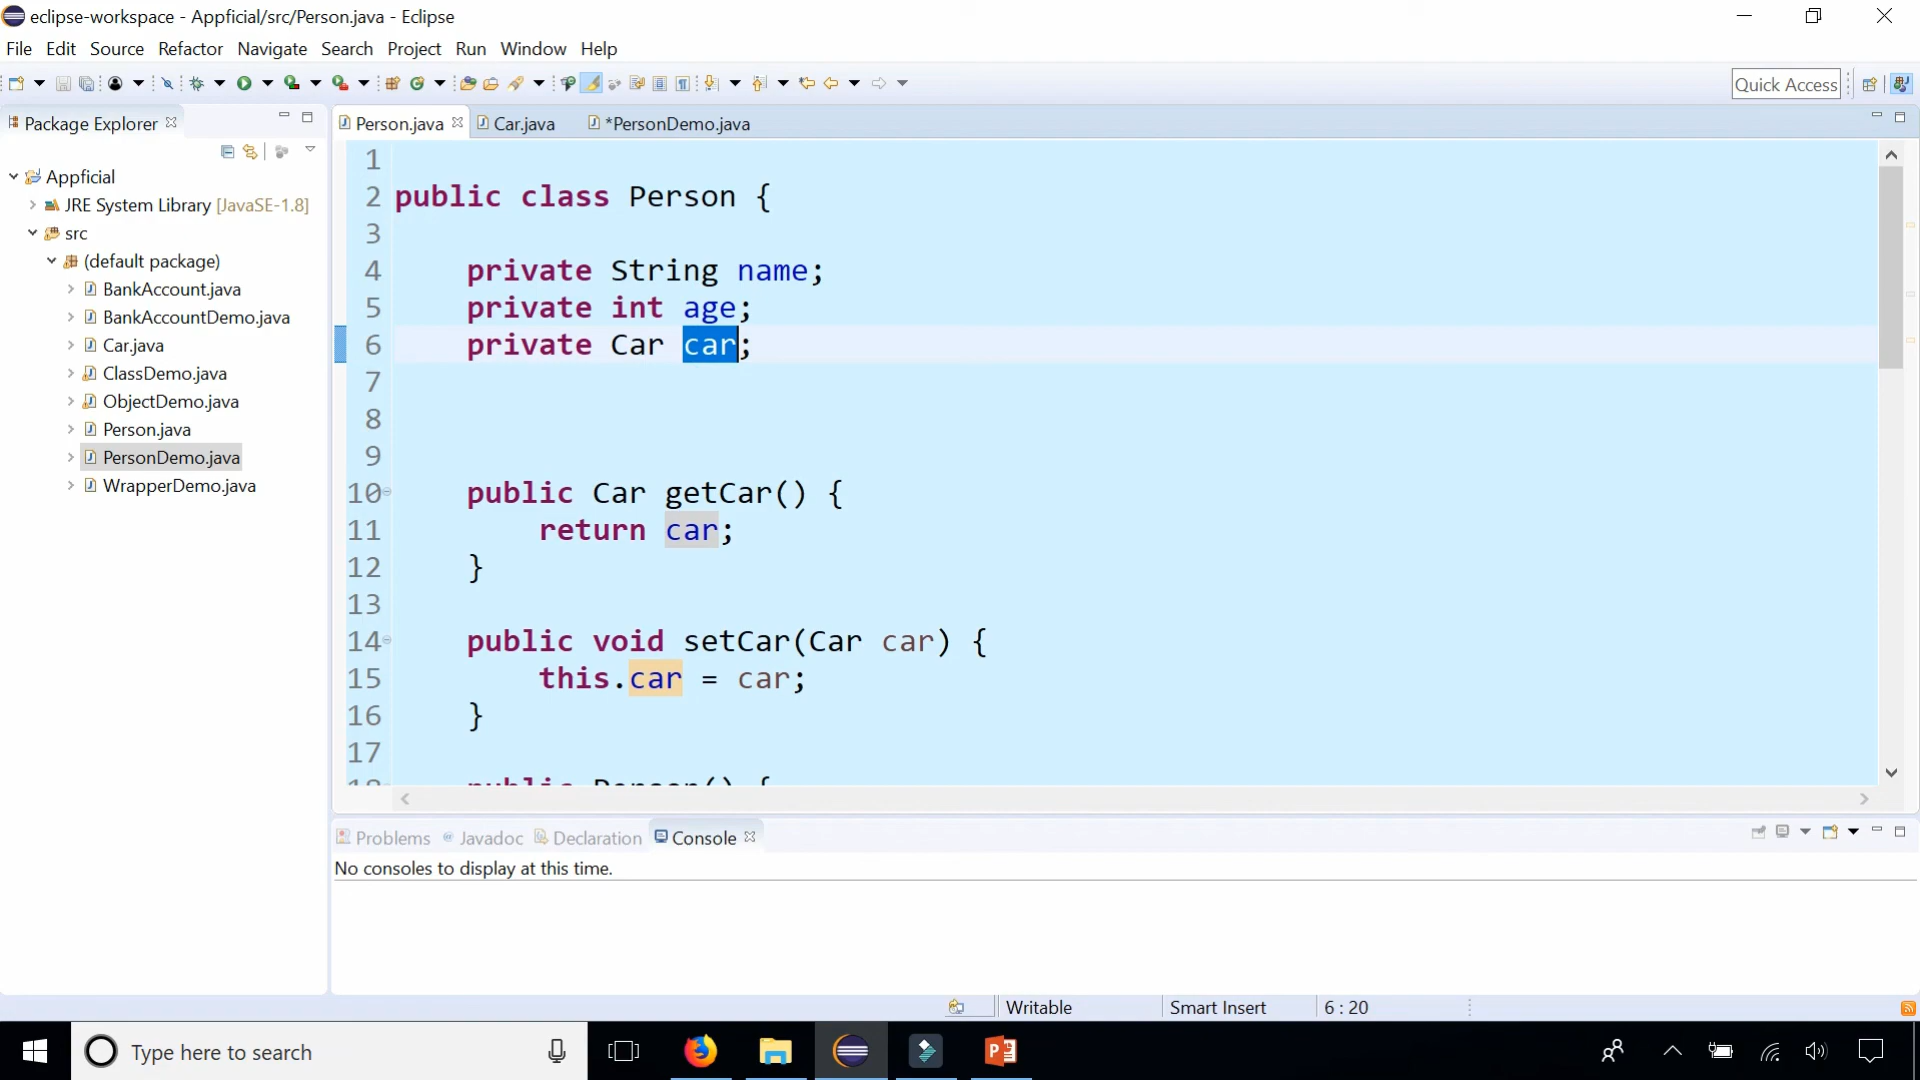 eclipse-workspace - Appficial/src/Person.java - Eclipse
File Edit Source Refactor Navigate Search Project Run Window Help
Quick Access
Package Explorer
Appficial
JRE System Library [JavaSE-1.8]
src
(default package)
BankAccount.java
BankAccountDemo.java
Car.java
ClassDemo.java
ObjectDemo.java
Person.java
PersonDemo.java
WrapperDemo.java
Person.java Car.java *PersonDemo.java
1
2 public class Person {
3
4 private String name;
5 private int age;
6 private Car car;
7
8
9
10 public Car getCar() {
11 return car;
12 }
13
14 public void setCar(Car car) {
15 this.car = car;
16 }
17
18 public Person() {
Problems Javadoc Declaration Console
No consoles to display at this time.
Writable Smart Insert 6 : 20
Type here to search